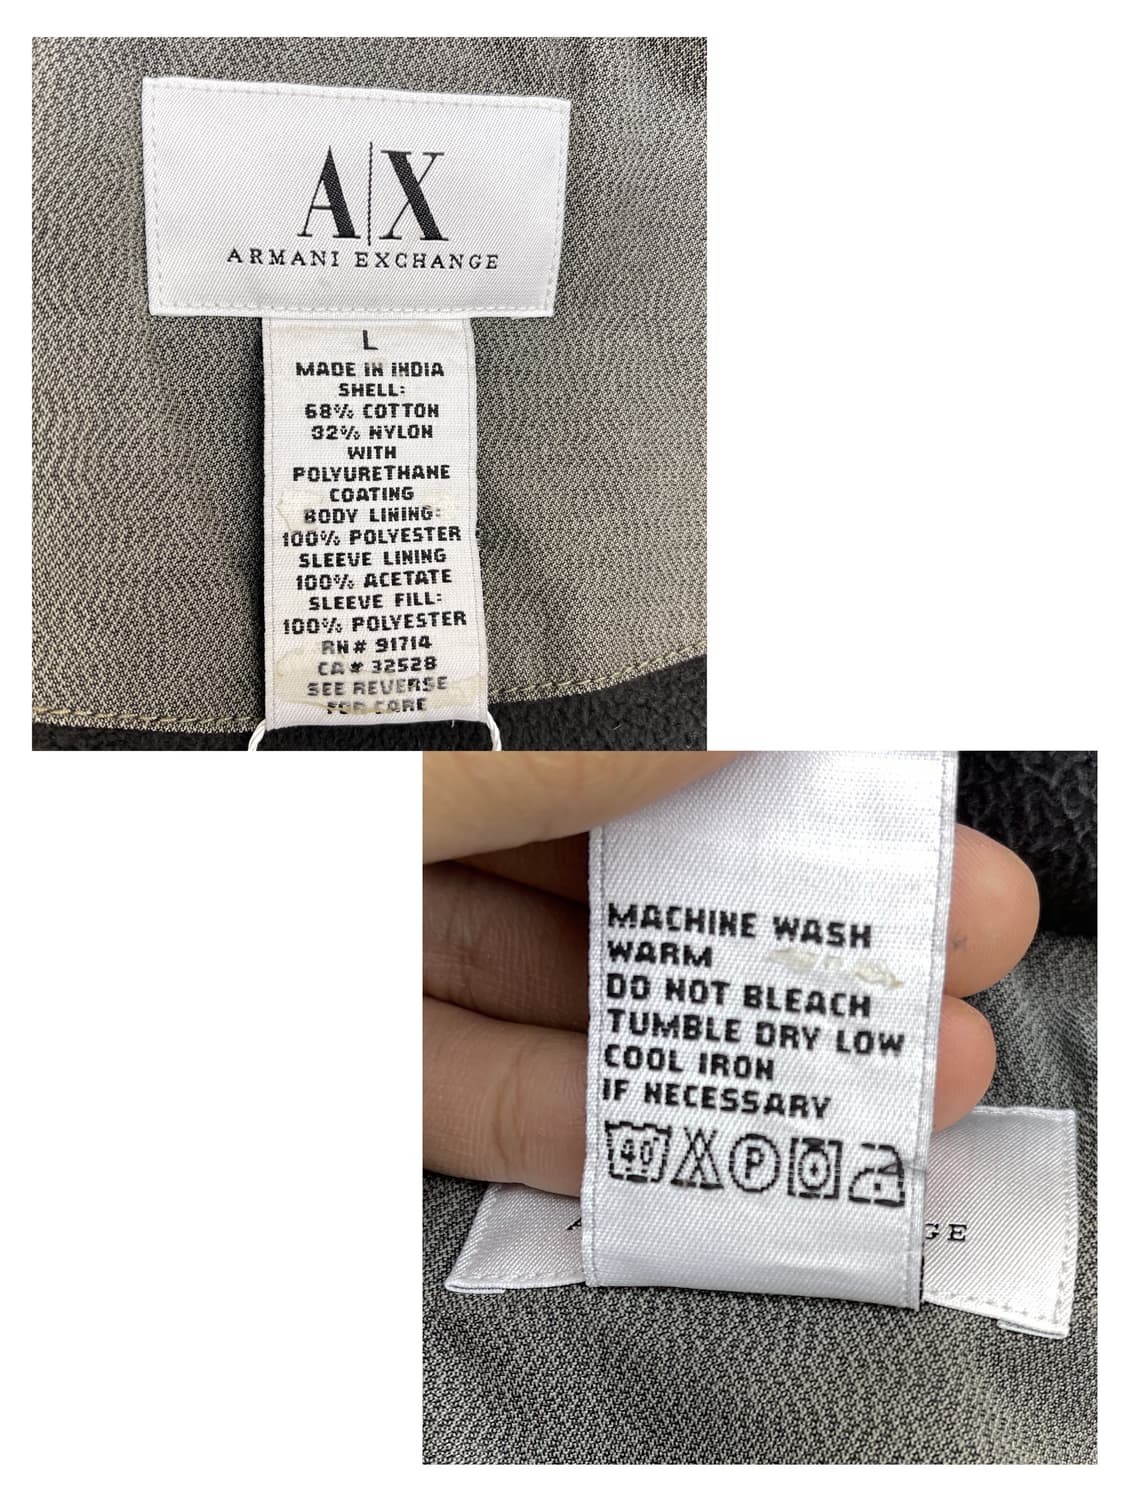 A|X
ARMANI EXCHANGE
L
MADE IN INDIA
SHELL:
68% COTTON
32% NYLON
WITH
POLYURETHANE
COATING
BODY LINING:
100% POLYESTER
SLEEVE LINING
100% ACETATE
SLEEVE FILL:
100% POLYESTER
RN# 91714
CA# 32528
SEE REVERSE
FOR CARE
MACHINE WASH
WARM
DO NOT BLEACH
TUMBLE DRY LOW
COOL IRON
IF NECESSARY
40 P
GE